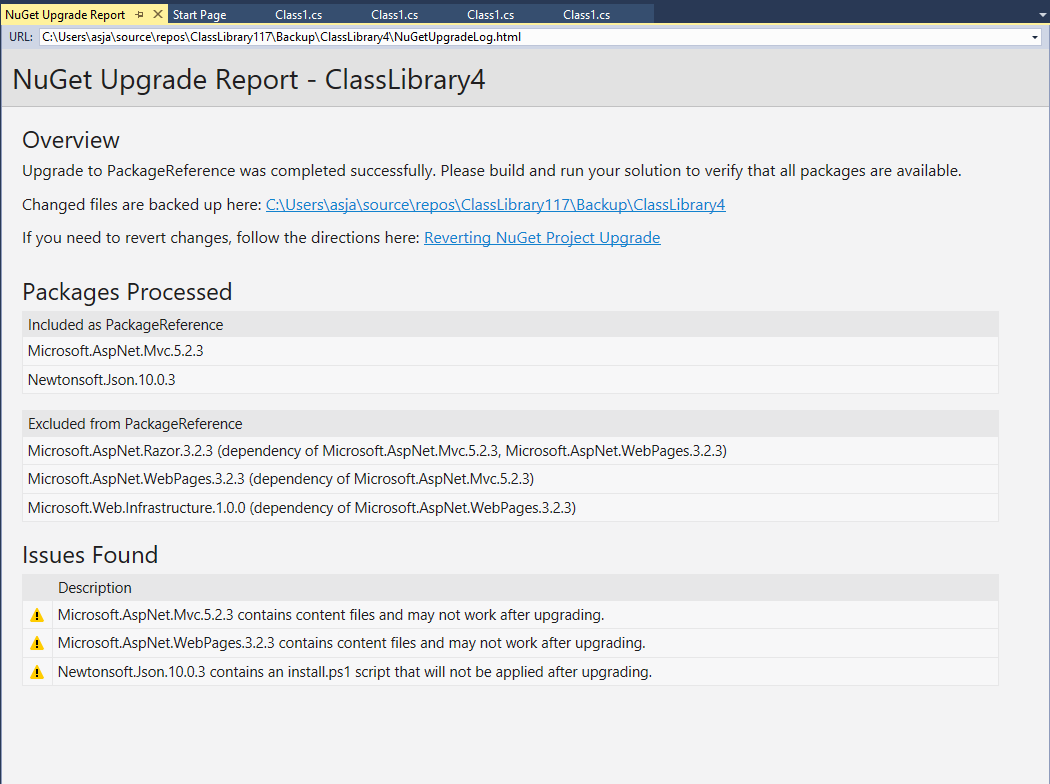 NuGet Upgrade Report Start Page Class1.cs Class1.cs Class1.cs Class1.cs
URL: C:\Users\asja\source\repos\ClassLibrary117\Backup\ClassLibrary4\NuGetUpgradeLog.html
NuGet Upgrade Report - ClassLibrary4
Overview
Upgrade to PackageReference was completed successfully. Please build and run your solution to verify that all packages are available.
Changed files are backed up here: C:\Users\asja\source\repos\ClassLibrary117\Backup\ClassLibrary4
If you need to revert changes, follow the directions here: Reverting NuGet Project Upgrade
Packages Processed
Included as PackageReference
Microsoft.AspNet.Mvc.5.2.3
Newtonsoft.Json.10.0.3
Excluded from PackageReference
Microsoft.AspNet.Razor.3.2.3 (dependency of Microsoft.AspNet.Mvc.5.2.3, Microsoft.AspNet.WebPages.3.2.3)
Microsoft.AspNet.WebPages.3.2.3 (dependency of Microsoft.AspNet.Mvc.5.2.3)
Microsoft.Web.Infrastructure.1.0.0 (dependency of Microsoft.AspNet.WebPages.3.2.3)
Issues Found
Description
Microsoft.AspNet.Mvc.5.2.3 contains content files and may not work after upgrading.
Microsoft.AspNet.WebPages.3.2.3 contains content files and may not work after upgrading.
Newtonsoft.Json.10.0.3 contains an install.ps1 script that will not be applied after upgrading.